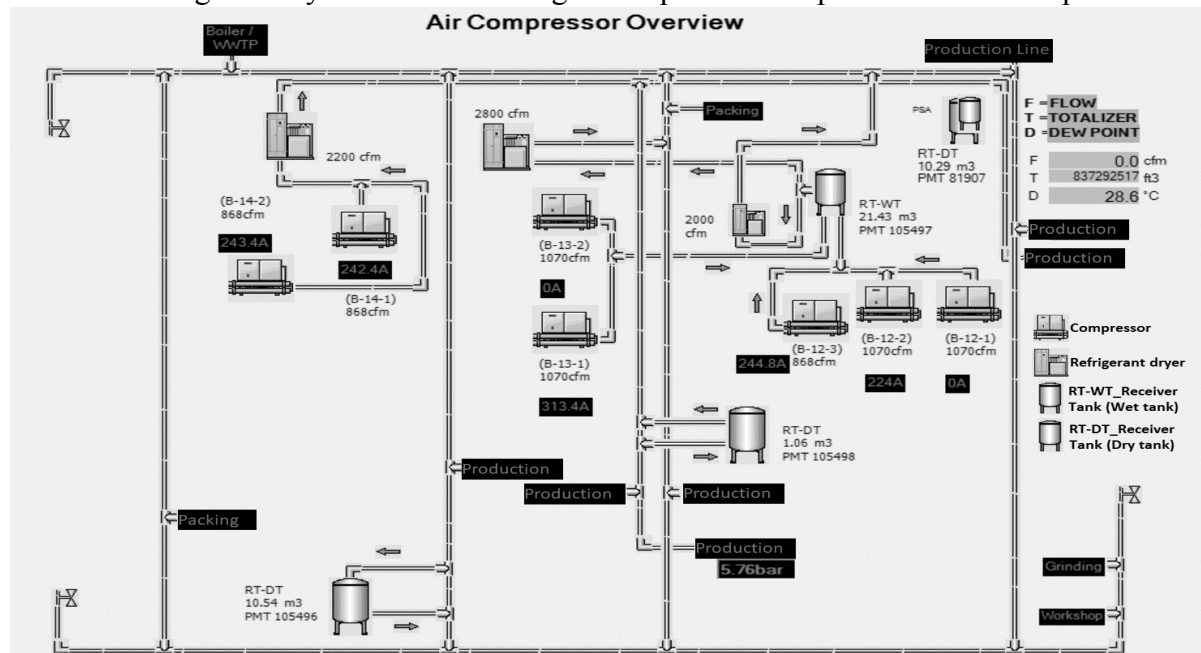 Air Compressor Overview
Boiler /
WWTP
Production Line
2800 cfm
Packing
PSA
F =FLOW
T =TOTALIZER
D =DEW POINT
2200 cfm
RT-DT
10.29 m3
PMT 81907
F 0.0 cfm
T 837292517 ft3
D 28.6 °C
(B-14-2)
868cfm
243.4A
242.4A
(B-14-1)
868cfm
(B-13-2)
1070cfm
0A
(B-13-1)
1070cfm
313.4A
2000
cfm
RT-WT
21.43 m3
PMT 105497
Production
Production
(B-12-3)
868cfm
244.8A
(B-12-2)
1070cfm
224A
(B-12-1)
1070cfm
0A
Compressor
Refrigerant dryer
RT-WT_Receiver
Tank (Wet tank)
RT-DT_Receiver
Tank (Dry tank)
RT-DT
1.06 m3
PMT 105498
Production
Production
Production
Packing
Production
5.76bar
RT-DT
10.54 m3
PMT 105496
Grinding
Workshop